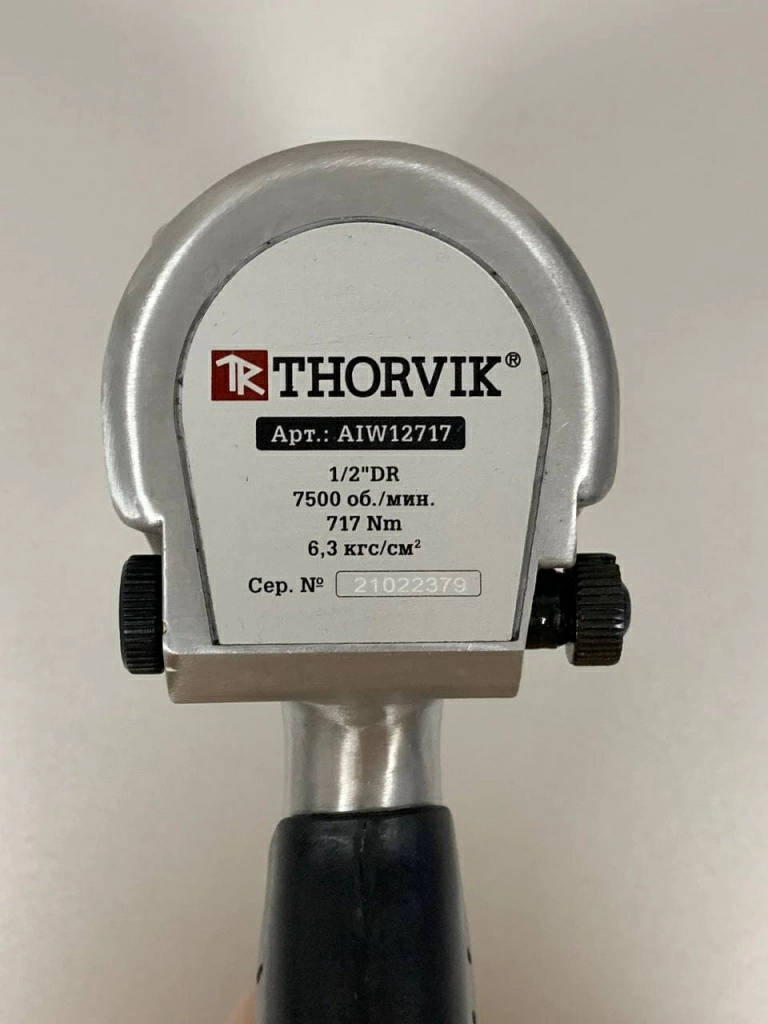 TR THORVIK®
Арт.: AIW12717
1/2"DR
7500 об./мин.
717 Nm
6,3 кгс/см²
Сер. № 21022379